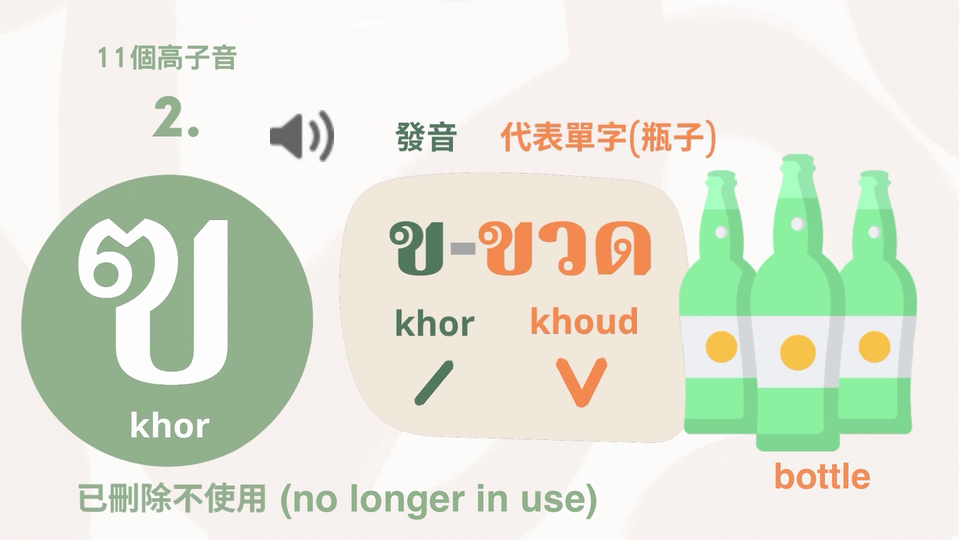 11個高子音
2.
發音 代表單字(瓶子)
ฃ
khor
ข-ขวด
khor khoud
bottle
已刪除不使用 (no longer in use)